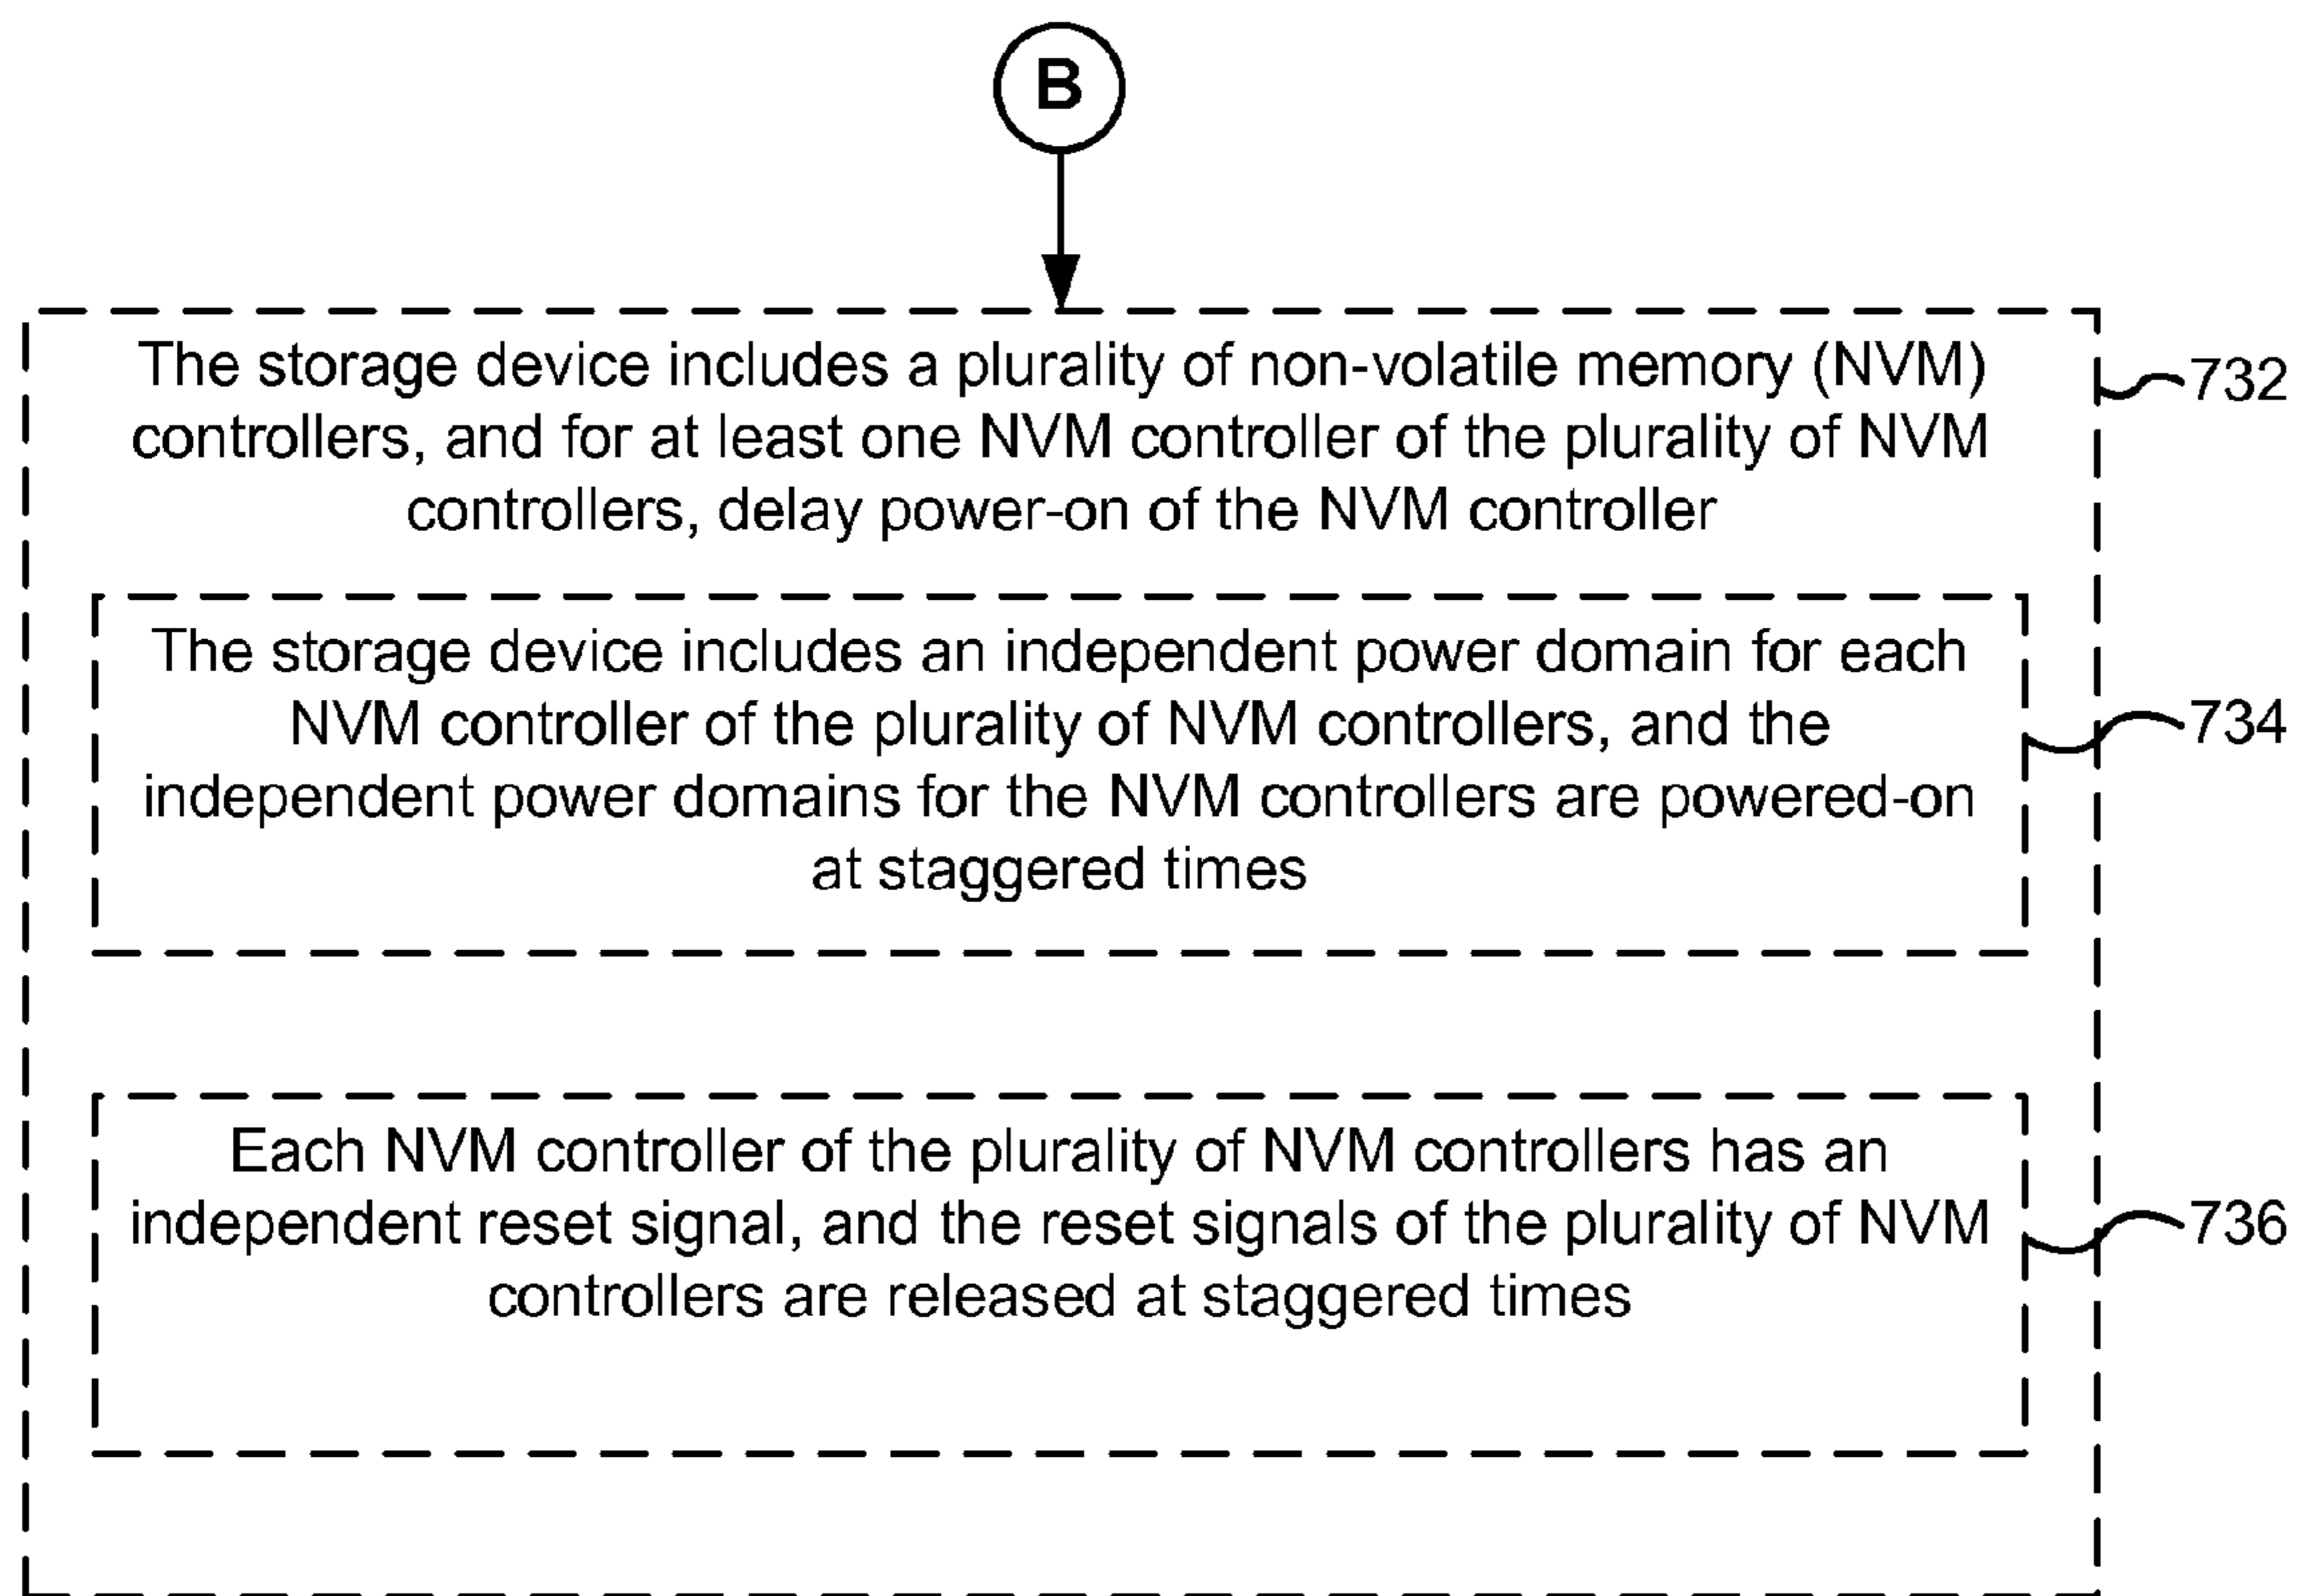 B
The storage device includes a plurality of non-volatile memory (NVM)
controllers, and for at least one NVM controller of the plurality of NVM
controllers, delay power-on of the NVM controller
732
The storage device includes an independent power domain for each
NVM controller of the plurality of NVM controllers, and the
independent power domains for the NVM controllers are powered-on
at staggered times
734
Each NVM controller of the plurality of NVM controllers has an
independent reset signal, and the reset signals of the plurality of NVM
controllers are released at staggered times
736